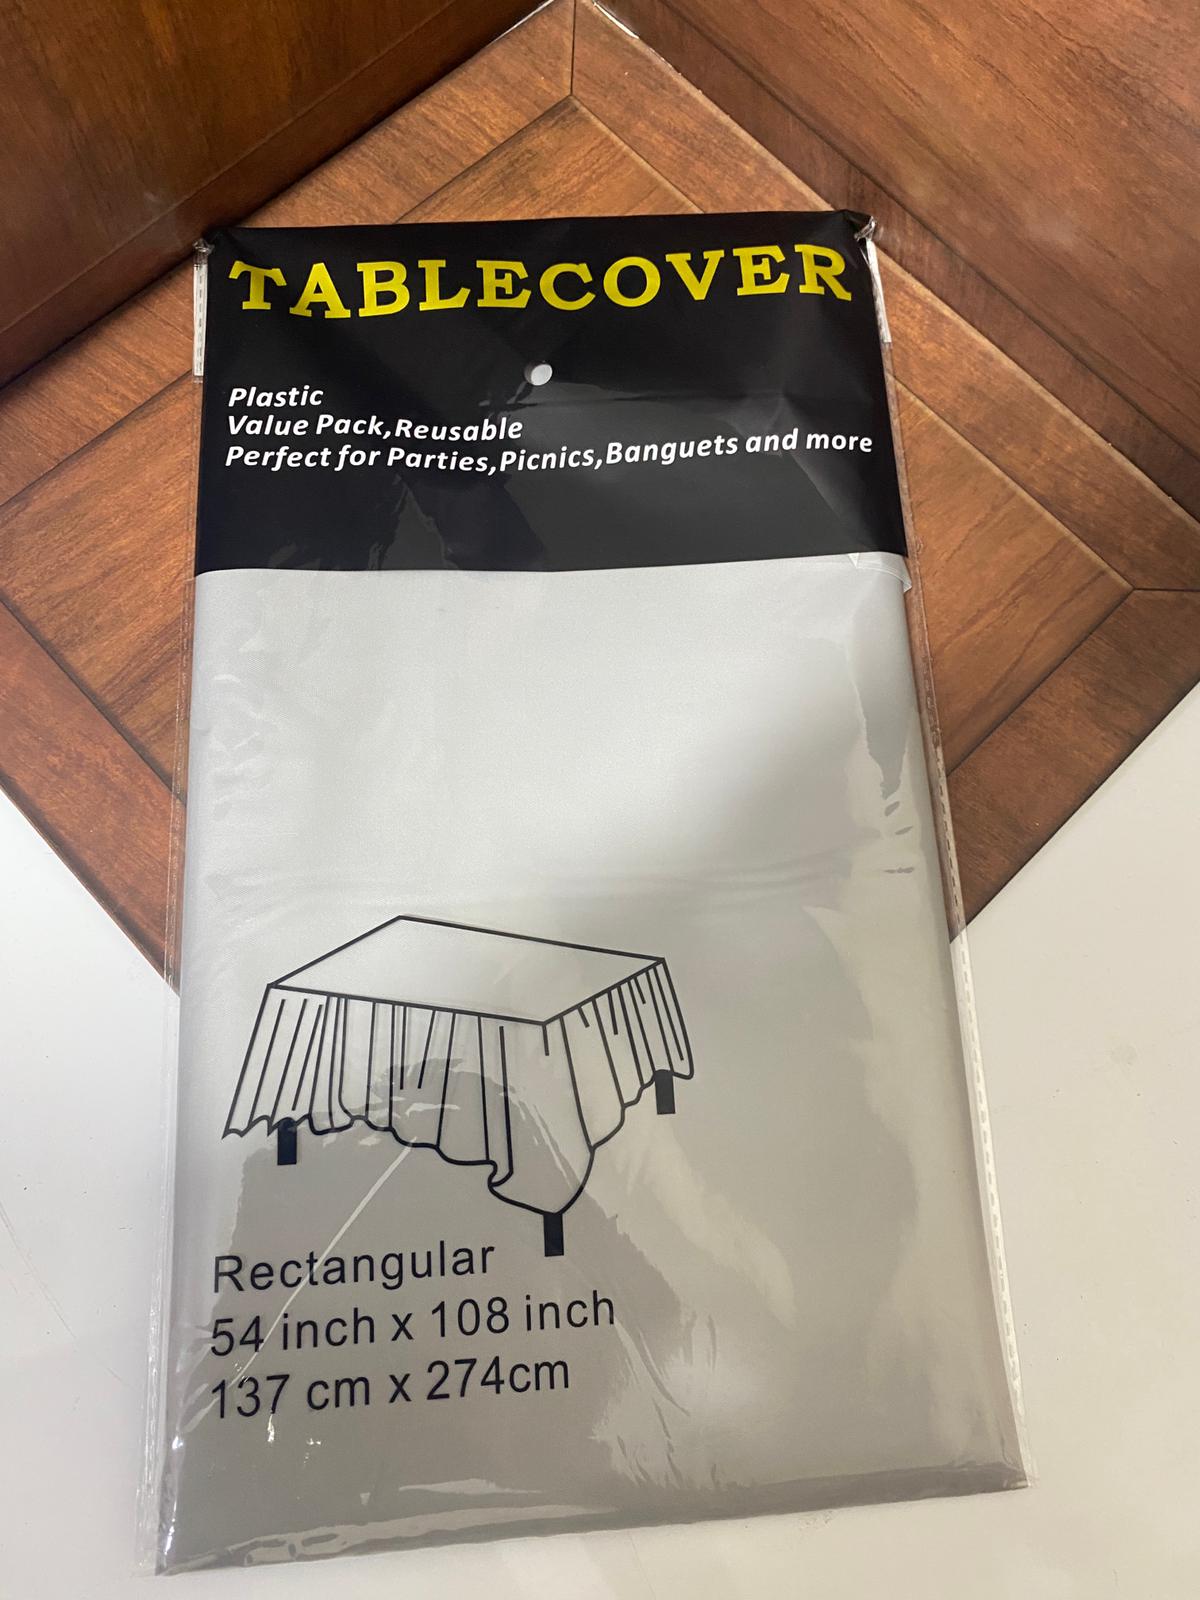 TABLECOVER
Plastic
Value Pack,Reusable
Perfect for Parties,Picnics,Banguets and more
Rectangular
54 inch x 108 inch
137 cm x 274cm